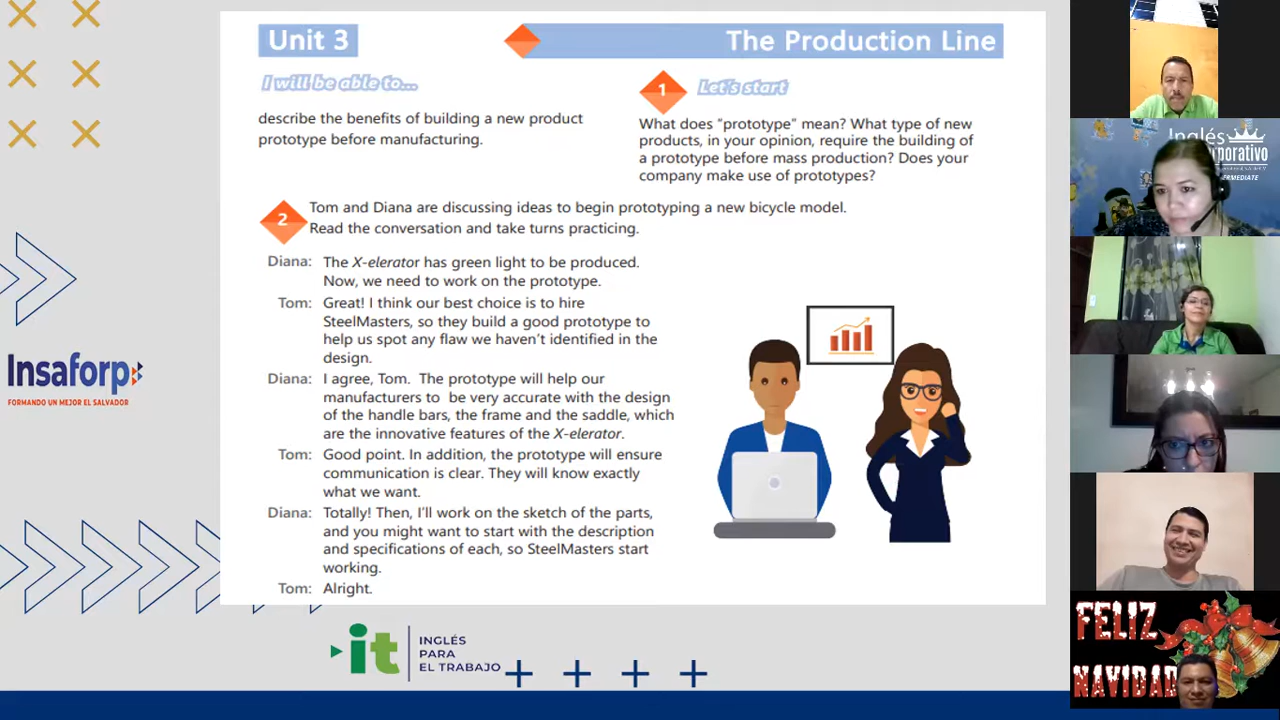 Unit 3
The Production Line
I will be able to...
describe the benefits of building a new product
prototype before manufacturing.
1
Let's start
What does “prototype” mean? What type of new
products, in your opinion, require the building of
a prototype before mass production? Does your
company make use of prototypes?
2
Tom and Diana are discussing ideas to begin prototyping a new bicycle model.
Read the conversation and take turns practicing.
Diana: The X-elerator has green light to be produced.
Now, we need to work on the prototype.
Tom: Great! I think our best choice is to hire
SteelMasters, so they build a good prototype to
help us spot any flaw we haven’t identified in the
design.
Diana: I agree, Tom. The prototype will help our
manufacturers to be very accurate with the design
of the handle bars, the frame and the saddle, which
are the innovative features of the X-elerator.
Tom: Good point. In addition, the prototype will ensure
communication is clear. They will know exactly
what we want.
Diana: Totally! Then, I’ll work on the sketch of the parts,
and you might want to start with the description
and specifications of each, so SteelMasters start
working.
Tom: Alright.
Insaforp
FORMANDO UN MEJOR EL SALVADOR
it
INGLÉS
PARA
EL TRABAJO
Inglés
FELIZ
NAVIDAD